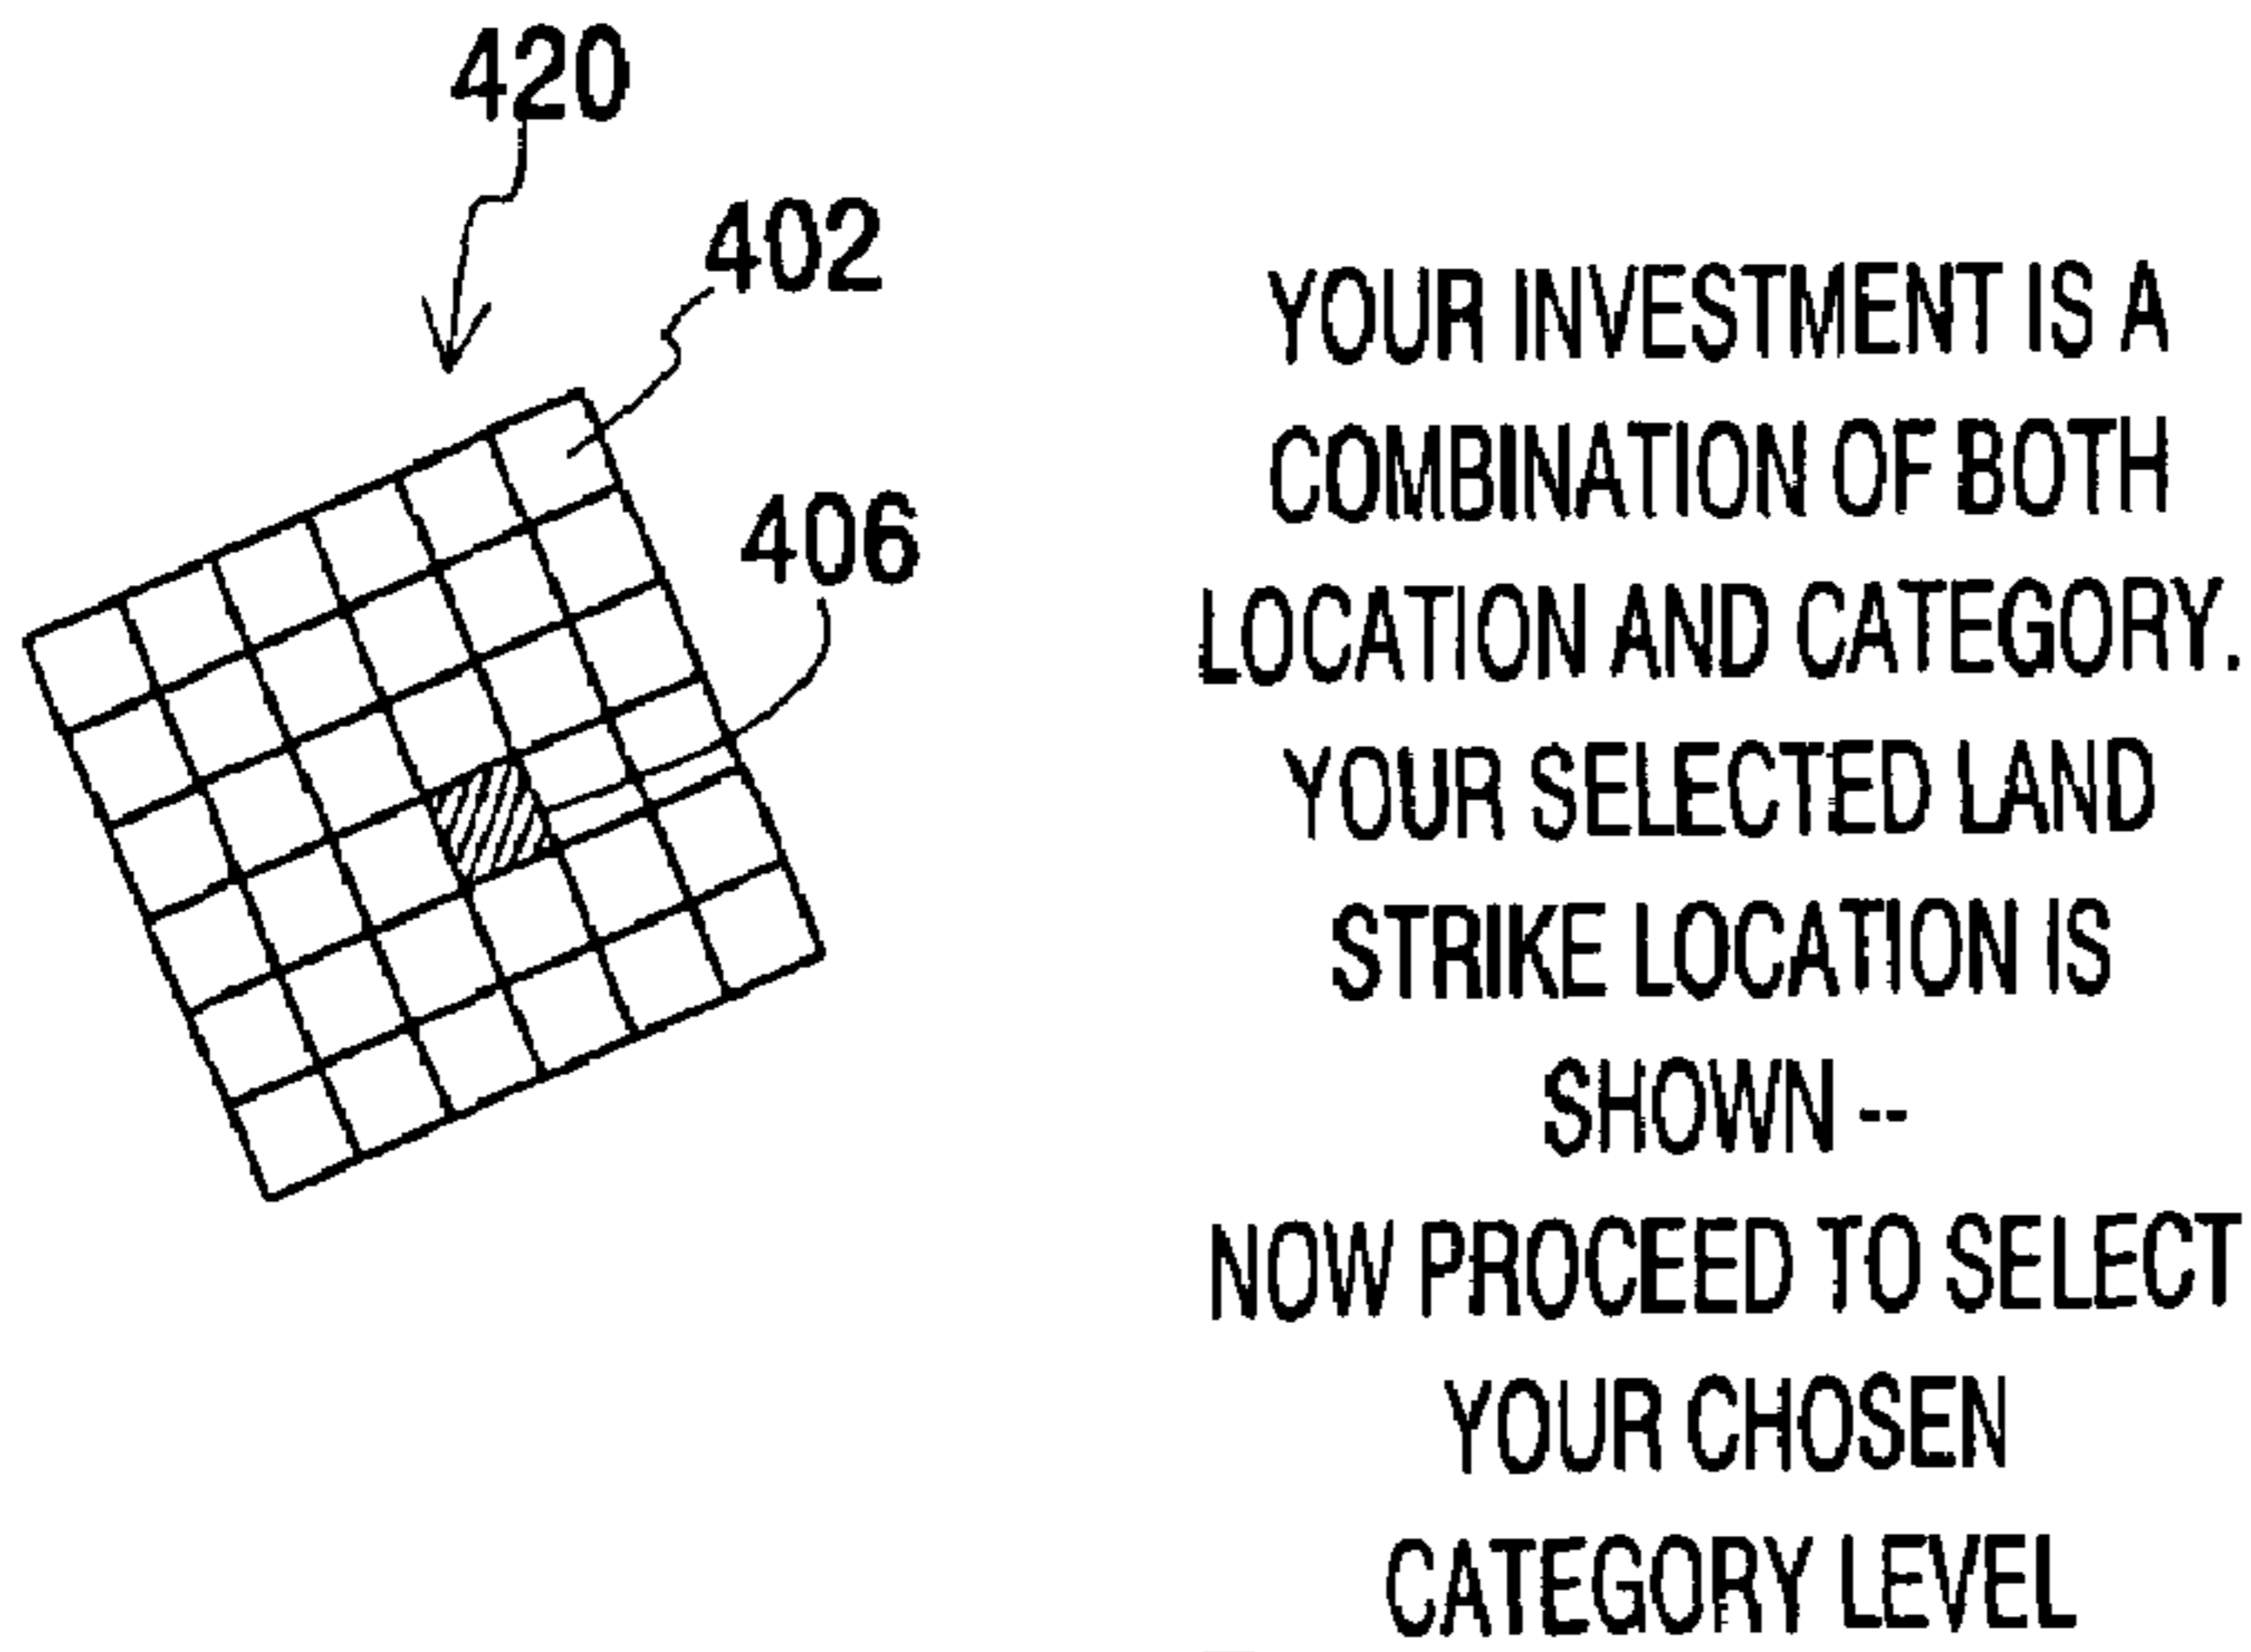 420
402
406
YOUR INVESTMENT IS A
COMBINATION OF BOTH
LOCATION AND CATEGORY.
YOUR SELECTED LAND
STRIKE LOCATION IS
SHOWN --
NOW PROCEED TO SELECT
YOUR CHOSEN
CATEGORY LEVEL